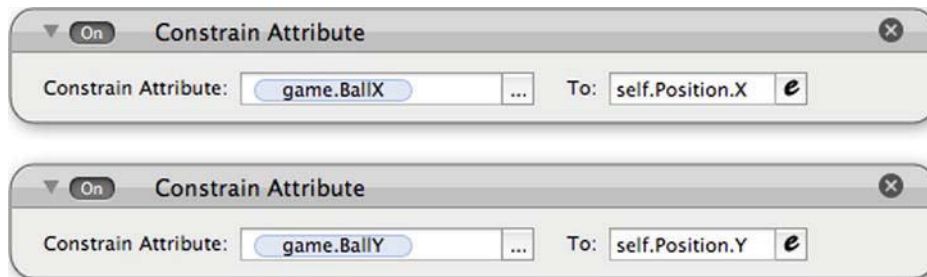 On Constrain Attribute
Constrain Attribute: game.BallX ... To: self.Position.X e
On Constrain Attribute
Constrain Attribute: game.BallY ... To: self.Position.Y e